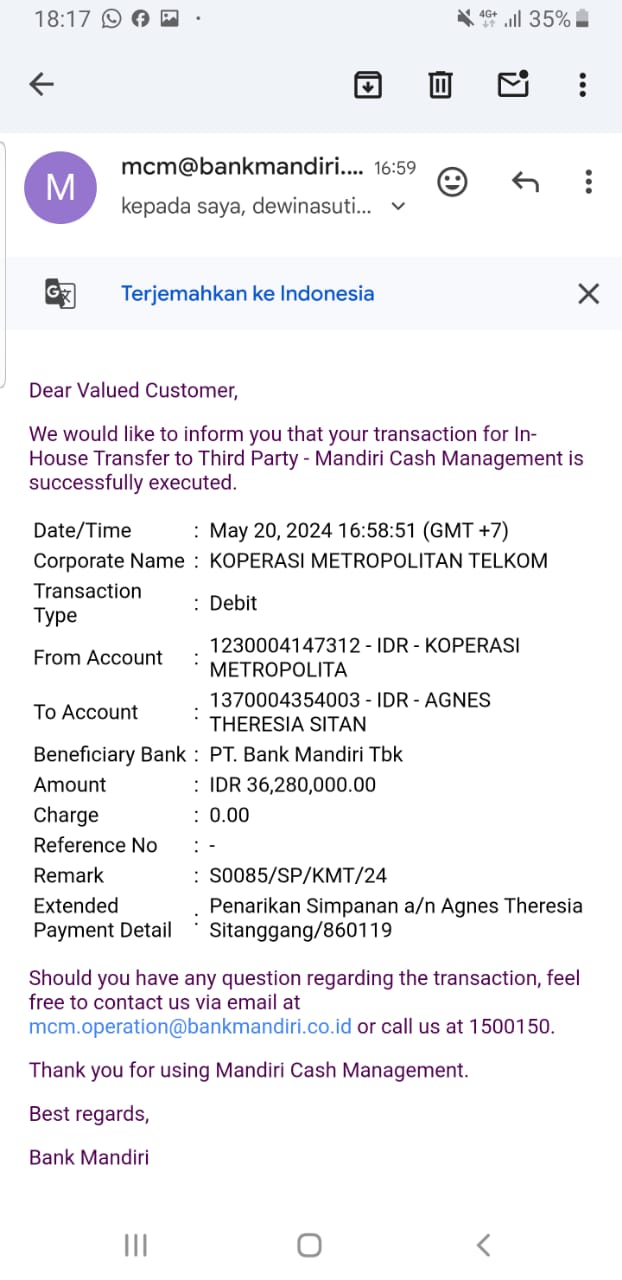 18:17
4G+
35%
M
mcm@bankmandiri.... 16:59
kepada saya, dewinasuti...
Terjemahkan ke Indonesia
Dear Valued Customer,
We would like to inform you that your transaction for In-
House Transfer to Third Party - Mandiri Cash Management is
successfully executed.
Date/Time : May 20, 2024 16:58:51 (GMT +7)
Corporate Name : KOPERASI METROPOLITAN TELKOM
Transaction
Type : Debit
From Account : 1230004147312 - IDR - KOPERASI
METROPOLITA
To Account : 1370004354003 - IDR - AGNES
THERESIA SITAN
Beneficiary Bank : PT. Bank Mandiri Tbk
Amount : IDR 36,280,000.00
Charge : 0.00
Reference No : -
Remark : S0085/SP/KMT/24
Extended
Payment Detail : Penarikan Simpanan a/n Agnes Theresia
Sitanggang/860119
Should you have any question regarding the transaction, feel
free to contact us via email at
mcm.operation@bankmandiri.co.id or call us at 1500150.
Thank you for using Mandiri Cash Management.
Best regards,
Bank Mandiri